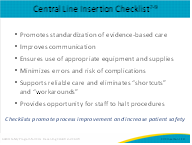 Central Line Insertion Checklist
• Promotes standardization of evidence-based care
• Improves communication
• Ensures use of appropriate equipment and supplies
• Minimizes errors and risk of complications
• Supports reliable care and eliminates “shortcuts”
and “workarounds”
• Provides opportunity for staff to halt procedures
Checklists promote process improvement and increase patient safety